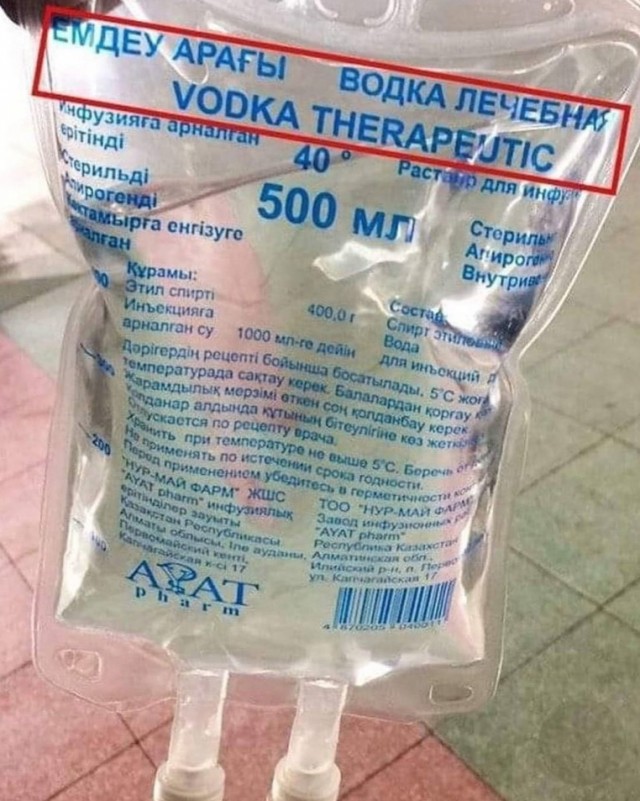 ЕМДЕУ АРАҒЫ ВОДКА ЛЕЧЕБНАЯ
VODKA THERAPEUTIC
Инфузияға арналған
ерітінді
40 °
Раствор для инфуз
500 мл
Стерильді
Апирогенді
Көктамырға енгізуге
арналған
Стериль
Апироген
Внутриве
Құрамы:
Этил спирті 400,0 г
Инъекцияға
арналған су 1000 мл-ге дейін
Состав:
Спирт этиловый
Вода
для инъекций д
Дәрігердің рецепті бойынша босатылады. 5°С жоға
температурада сақтау керек. Балалардан қорғау
Жарамдылық мерзімі өткен соң қолданбау керек.
Қолданар алдында құтының бітеулігіне көз жеткі
Отпускается по рецепту врача.
Хранить при температуре не выше 5°С. Беречь от
Не применять по истечении срока годности.
Перед применением убедитесь в герметичности
"НУР-МАЙ ФАРМ" ЖШС
"AYAT pharm" инфузиялық
ерітінділер зауыты
Қазақстан Республикасы
Алматы облысы, Іле ауданы,
Первомайский кенті,
Капчагайская к-сі 17
ТОО "НУР-МАЙ ФАРМ"
Завод инфузионных
"AYAT pharm"
Республика Казахстан
Алматинская обл.,
Илийский р-н, п. Перво
ул. Капчагайская 17
200
100
AYAT
pharm